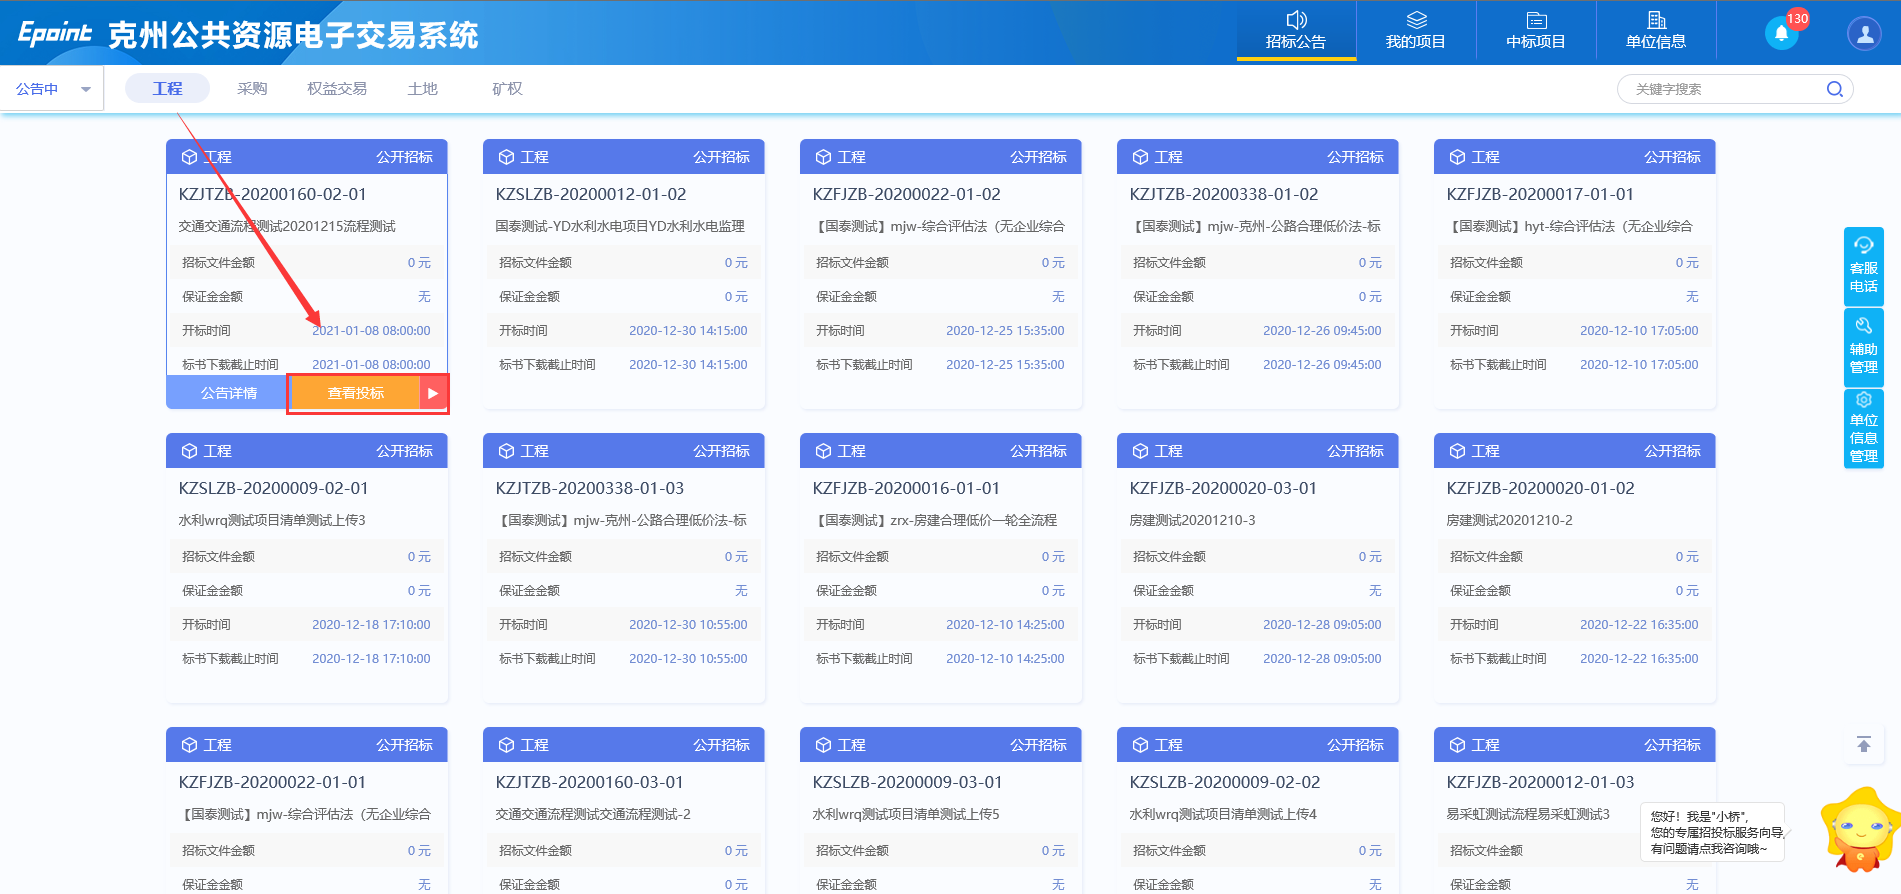 Epoint 克州公共资源电子交易系统
招标公告 我的项目 中标项目 单位信息 130
公告中 工程 采购 权益交易 土地 矿权 关键字搜索
工程 公开招标
KZJTZB-20200160-02-01
交通交通流程测试20201215流程测试
招标文件金额 0 元
保证金金额 无
开标时间 2021-01-08 08:00:00
标书下载截止时间 2021-01-08 08:00:00
公告详情 查看投标
工程 公开招标
KZSLZB-20200012-01-02
国泰测试-YD水利水电项目YD水利水电监理
招标文件金额 0 元
保证金金额 0 元
开标时间 2020-12-30 14:15:00
标书下载截止时间 2020-12-30 14:15:00
工程 公开招标
KZFJZB-20200022-01-02
【国泰测试】mjw-综合评估法（无企业综合
招标文件金额 0 元
保证金金额 无
开标时间 2020-12-25 15:35:00
标书下载截止时间 2020-12-25 15:35:00
工程 公开招标
KZJTZB-20200338-01-02
【国泰测试】mjw-克州-公路合理低价法-标
招标文件金额 0 元
保证金金额 0 元
开标时间 2020-12-26 09:45:00
标书下载截止时间 2020-12-26 09:45:00
工程 公开招标
KZFJZB-20200017-01-01
【国泰测试】hyt-综合评估法（无企业综合
招标文件金额 0 元
保证金金额 无
开标时间 2020-12-10 17:05:00
标书下载截止时间 2020-12-10 17:05:00
工程 公开招标
KZSLZB-20200009-02-01
水利wrq测试项目清单测试上传3
招标文件金额 0 元
保证金金额 0 元
开标时间 2020-12-18 17:10:00
标书下载截止时间 2020-12-18 17:10:00
工程 公开招标
KZJTZB-20200338-01-03
【国泰测试】mjw-克州-公路合理低价法-标
招标文件金额 0 元
保证金金额 无
开标时间 2020-12-30 10:55:00
标书下载截止时间 2020-12-30 10:55:00
工程 公开招标
KZFJZB-20200016-01-01
【国泰测试】zrx-房建合理低价一轮全流程
招标文件金额 0 元
保证金金额 0 元
开标时间 2020-12-10 14:25:00
标书下载截止时间 2020-12-10 14:25:00
工程 公开招标
KZFJZB-20200020-03-01
房建测试20201210-3
招标文件金额 0 元
保证金金额 无
开标时间 2020-12-28 09:05:00
标书下载截止时间 2020-12-28 09:05:00
工程 公开招标
KZFJZB-20200020-01-02
房建测试20201210-2
招标文件金额 0 元
保证金金额 0 元
开标时间 2020-12-22 16:35:00
标书下载截止时间 2020-12-22 16:35:00
工程 公开招标
KZFJZB-20200022-01-01
【国泰测试】mjw-综合评估法（无企业综合
招标文件金额 0 元
保证金金额 无
工程 公开招标
KZJTZB-20200160-03-01
交通交通流程测试交通流程测试-2
招标文件金额 0 元
保证金金额 0 元
工程 公开招标
KZSLZB-20200009-03-01
水利wrq测试项目清单测试上传5
招标文件金额 0 元
保证金金额 无
工程 公开招标
KZSLZB-20200009-02-02
水利wrq测试项目清单测试上传4
招标文件金额 0 元
保证金金额 无
工程 公开招标
KZFJZB-20200012-01-03
易采虹测试流程易采虹测试3
招标文件金额
保证金金额 无
客服
电话
辅助
管理
单位
信息
管理
您好！我是"小桥",
您的专属招投标服务向导,
有问题请点我咨询哦~